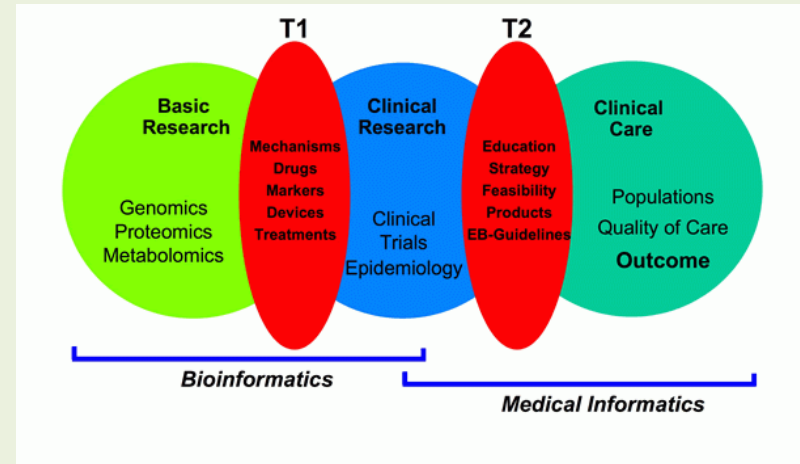 T1
T2
Basic
Research
Genomics
Proteomics
Metabolomics
Mechanisms
Drugs
Markers
Devices
Treatments
Clinical
Research
Clinical
Trials
Epidemiology
Education
Strategy
Feasibility
Products
EB-Guidelines
Clinical
Care
Populations
Quality of Care
Outcome
Bioinformatics
Medical Informatics